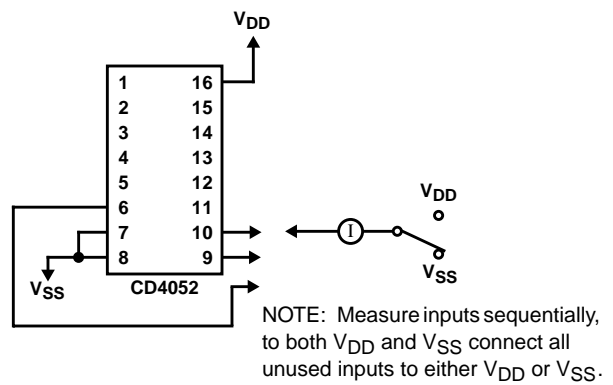 VDD
1 16
2 15
3 14
4 13
5 12
6 11
7 10
8 9
VSS
CD4052
I
VDD
VSS
NOTE: Measure inputs sequentially,
to both VDD and VSS connect all
unused inputs to either VDD or VSS.